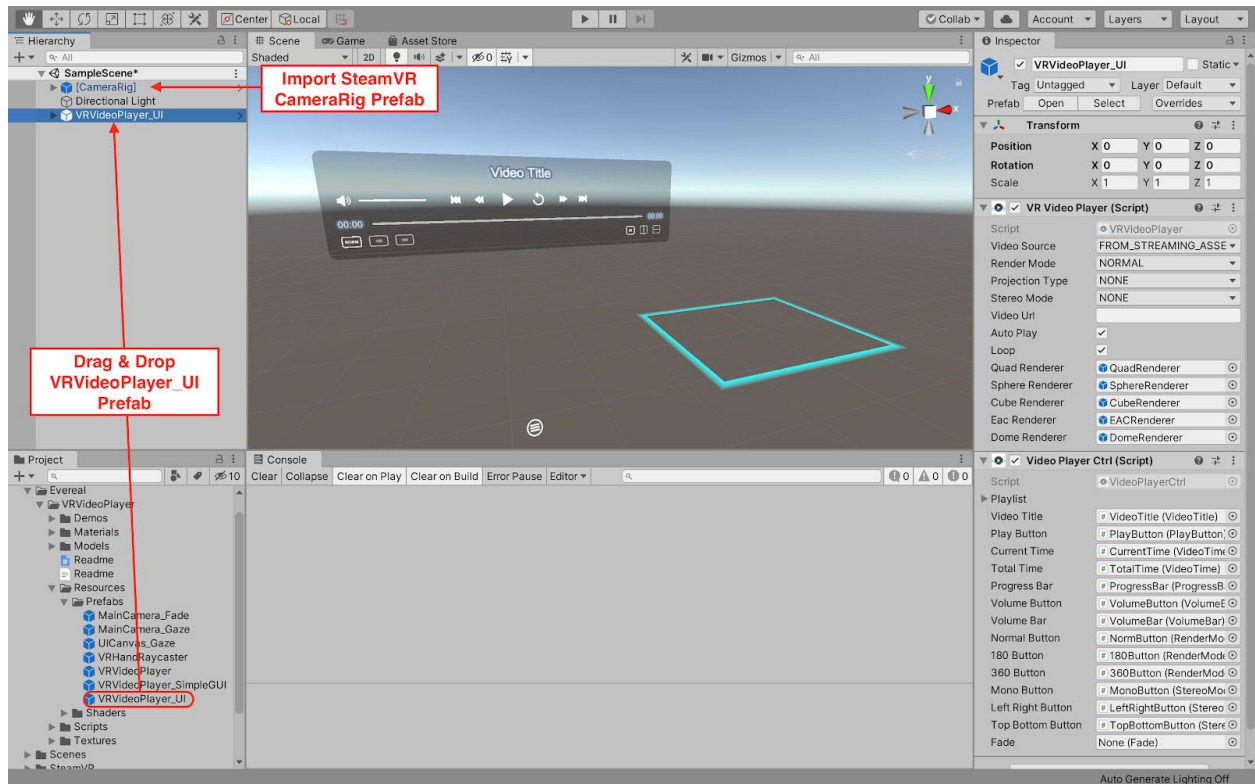 Center
Local
Collab
Account
Layers
Layout
Hierarchy
All
SampleScene*
[CameraRig]
Directional Light
VRVideoPlayer_UI
Import SteamVR
CameraRig Prefab
Drag & Drop
VRVideoPlayer_UI
Prefab
Scene
Game
Asset Store
Shaded
2D
0
Gizmos
All
y
x
Video Title
00:00
00:00
NORM
180
360
Project
10
Evereal
VRVideoPlayer
Demos
Materials
Models
Readme
Readme
Resources
Prefabs
MainCamera_Fade
MainCamera_Gaze
UICanvas_Gaze
VRHandRaycaster
VRVideoPlayer
VRVideoPlayer_SimpleGUI
VRVideoPlayer_UI
Shaders
Scripts
Textures
Scenes
SteamVR
Console
Clear Collapse Clear on Play Clear on Build Error Pause Editor
0 0 0
Inspector
VRVideoPlayer_UI Static
Tag Untagged Layer Default
Prefab Open Select Overrides
Transform
Position X 0 Y 0 Z 0
Rotation X 0 Y 0 Z 0
Scale X 1 Y 1 Z 1
VR Video Player (Script)
Script VRVideoPlayer
Video Source FROM_STREAMING_ASSE
Render Mode NORMAL
Projection Type NONE
Stereo Mode NONE
Video Url
Auto Play
Loop
Quad Renderer QuadRenderer
Sphere Renderer SphereRenderer
Cube Renderer CubeRenderer
Eac Renderer EACRenderer
Dome Renderer DomeRenderer
Video Player Ctrl (Script)
Script VideoPlayerCtrl
Playlist
Video Title VideoTitle (VideoTitle)
Play Button PlayButton (PlayButton)
Current Time CurrentTime (VideoTime
Total Time TotalTime (VideoTime)
Progress Bar ProgressBar (ProgressB
Volume Button VolumeButton (VolumeB
Volume Bar VolumeBar (VolumeBar)
Normal Button NormButton (RenderMo
180 Button 180Button (RenderMode
360 Button 360Button (RenderMod
Mono Button MonoButton (StereoMo
Left Right Button LeftRightButton (Stereo
Top Bottom Button TopBottomButton (Stere
Fade None (Fade)
Auto Generate Lighting Off